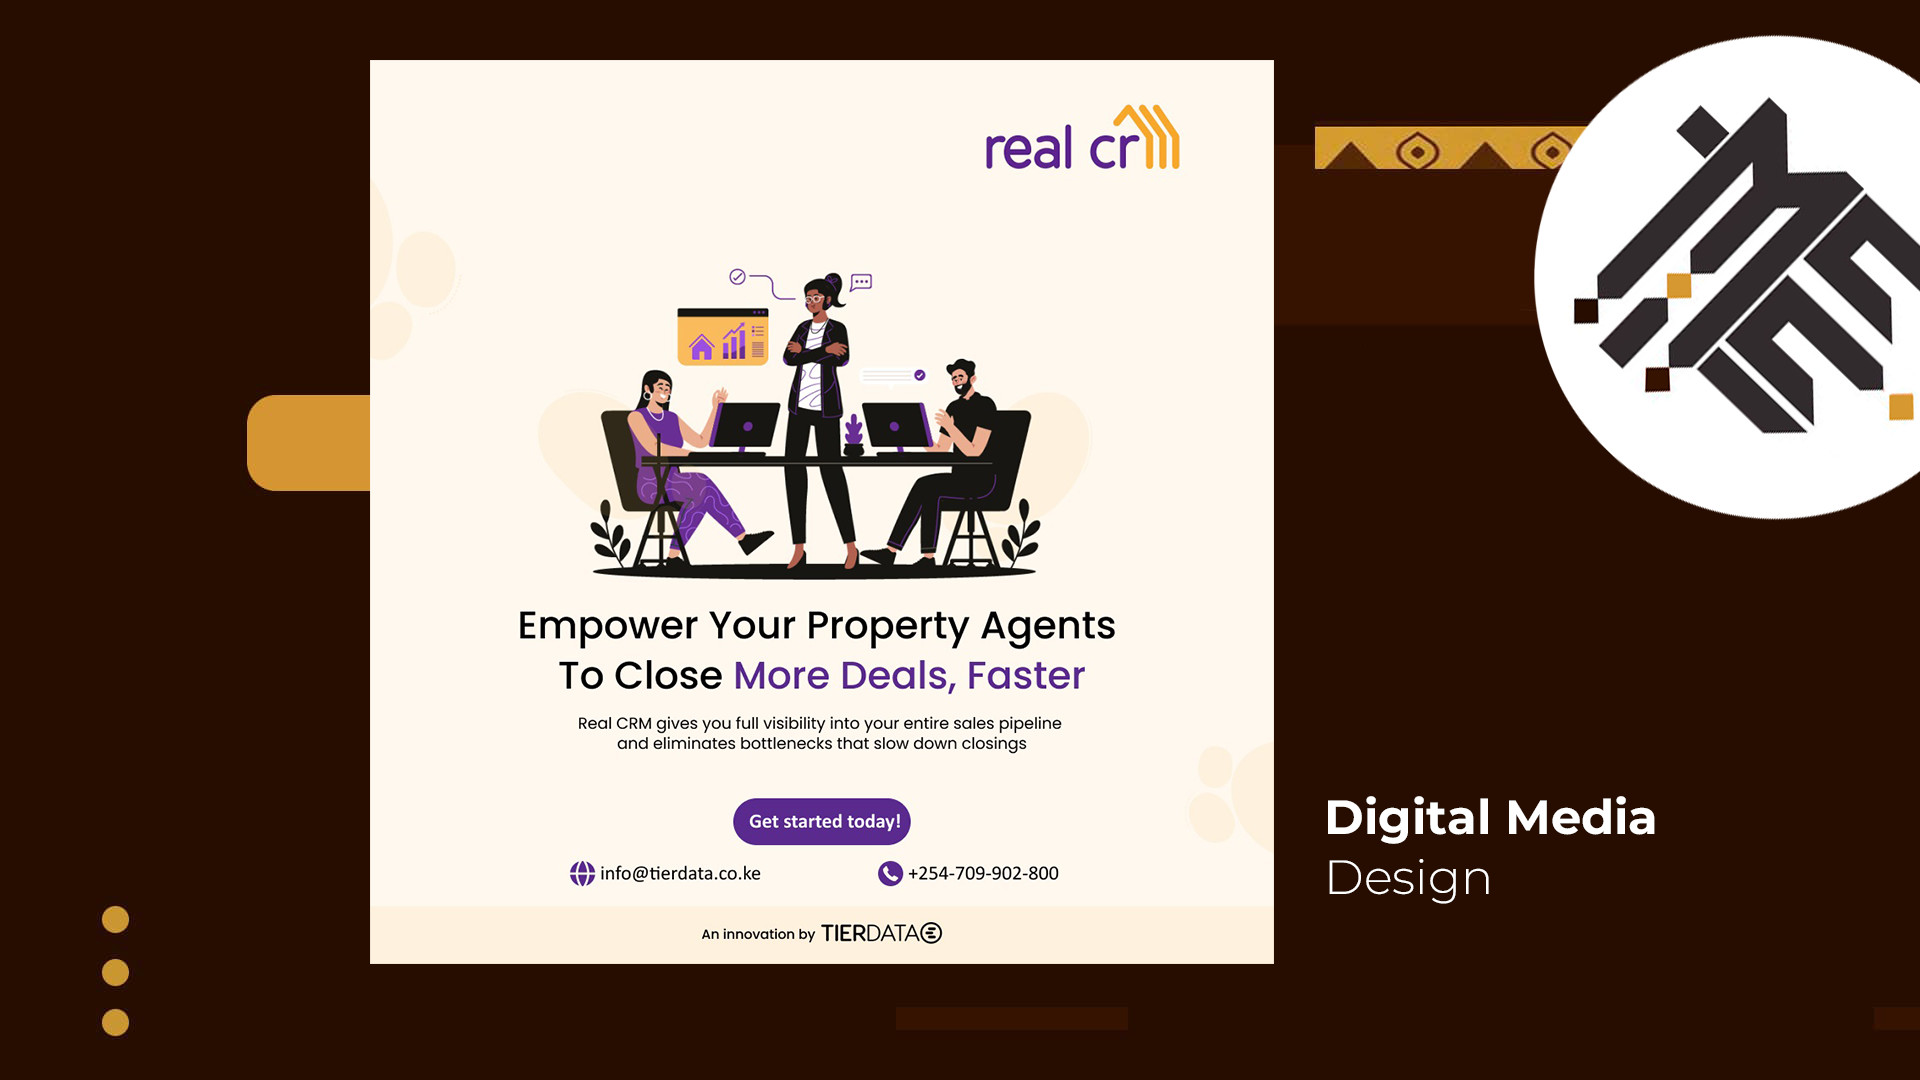 real crm
Empower Your Property Agents
To Close More Deals, Faster
Real CRM gives you full visibility into your entire sales pipeline
and eliminates bottlenecks that slow down closings
Get started today!
info@tierdata.co.ke
+254-709-902-800
An innovation by TIERDATA
Digital Media
Design